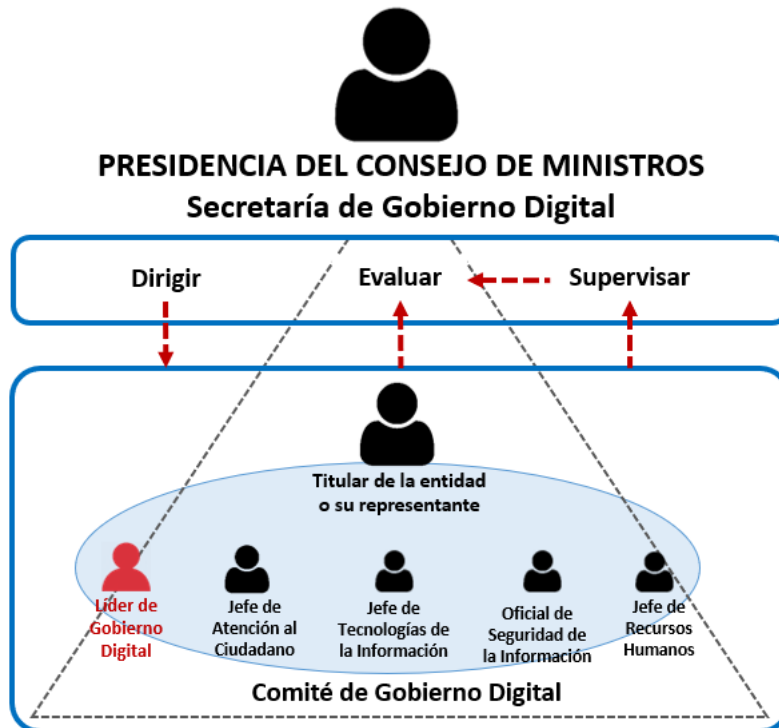 PRESIDENCIA DEL CONSEJO DE MINISTROS
Secretaría de Gobierno Digital
Dirigir
Evaluar
Supervisar
Titular de la entidad
o su representante
Líder de
Gobierno
Digital
Jefe de
Atención al
Ciudadano
Jefe de
Tecnologías de
la Información
Oficial de
Seguridad de
la Información
Jefe de
Recursos
Humanos
Comité de Gobierno Digital